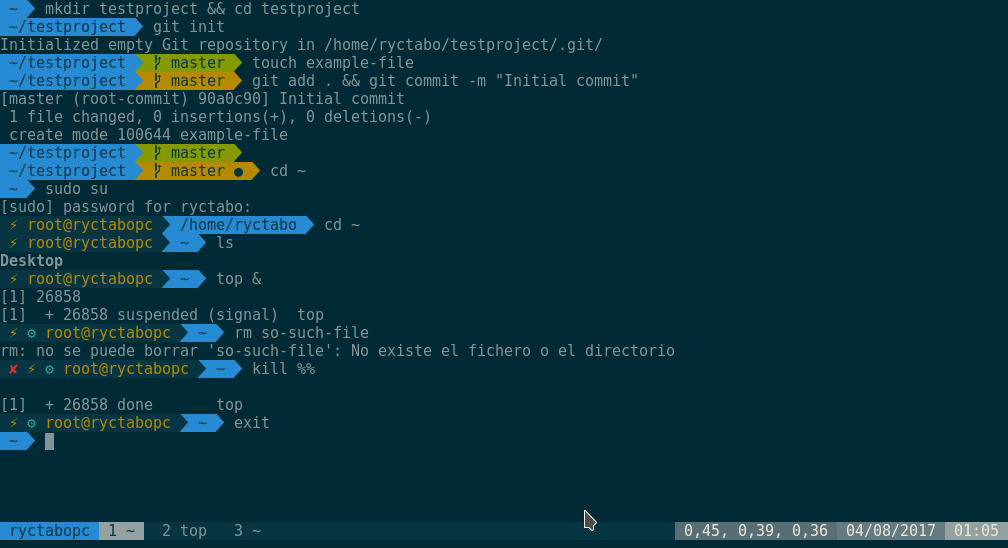 ~ mkdir testproject && cd testproject
~/testproject git init
Initialized empty Git repository in /home/ryctabo/testproject/.git/
~/testproject master touch example-file
~/testproject master git add . && git commit -m "Initial commit"
[master (root-commit) 90a0c90] Initial commit
 1 file changed, 0 insertions(+), 0 deletions(-)
 create mode 100644 example-file
~/testproject master
~/testproject master ● cd ~
~ sudo su
[sudo] password for ryctabo:
⚡ root@ryctabopc /home/ryctabo cd ~
⚡ root@ryctabopc ~ ls
Desktop
⚡ root@ryctabopc ~ top &
[1] 26858
[1]  + 26858 suspended (signal)  top
⚡ ⚙ root@ryctabopc ~ rm so-such-file
rm: no se puede borrar 'so-such-file': No existe el fichero o el directorio
✘ ⚡ ⚙ root@ryctabopc ~ kill %%
[1]  + 26858 done       top
⚡ ⚙ root@ryctabopc ~ exit
~
ryctabopc 1 ~ 2 top 3 ~ 0,45, 0,39, 0,36 04/08/2017 01:05